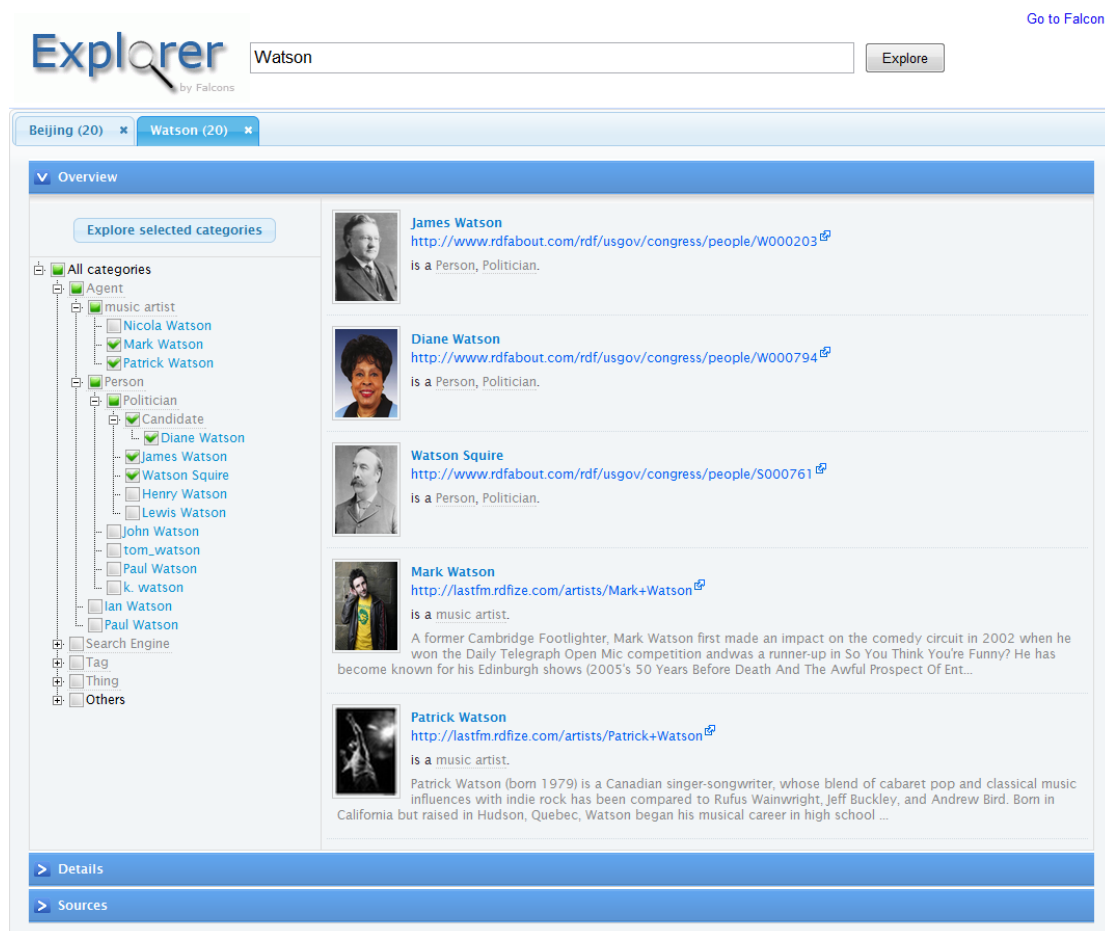 Go to Falcon
Explorer
by Falcons
Watson
Explore
Beijing (20)
Watson (20)
Overview
Explore selected categories
All categories
Agent
music artist
Nicola Watson
Mark Watson
Patrick Watson
Person
Politician
Candidate
Diane Watson
James Watson
Watson Squire
Henry Watson
Lewis Watson
John Watson
tom_watson
Paul Watson
k. watson
Ian Watson
Paul Watson
Search Engine
Tag
Thing
Others
James Watson
http://www.rdfabout.com/rdf/usgov/congress/people/W000203
is a Person, Politician.
Diane Watson
http://www.rdfabout.com/rdf/usgov/congress/people/W000794
is a Person, Politician.
Watson Squire
http://www.rdfabout.com/rdf/usgov/congress/people/S000761
is a Person, Politician.
Mark Watson
http://lastfm.rdfize.com/artists/Mark+Watson
is a music artist.
A former Cambridge Footlighter, Mark Watson first made an impact on the comedy circuit in 2002 when he
won the Daily Telegraph Open Mic competition andwas a runner-up in So You Think You're Funny? He has
become known for his Edinburgh shows (2005's 50 Years Before Death And The Awful Prospect Of Ent...
Patrick Watson
http://lastfm.rdfize.com/artists/Patrick+Watson
is a music artist.
Patrick Watson (born 1979) is a Canadian singer-songwriter, whose blend of cabaret pop and classical music
influences with indie rock has been compared to Rufus Wainwright, Jeff Buckley, and Andrew Bird. Born in
California but raised in Hudson, Quebec, Watson began his musical career in high school ...
Details
Sources